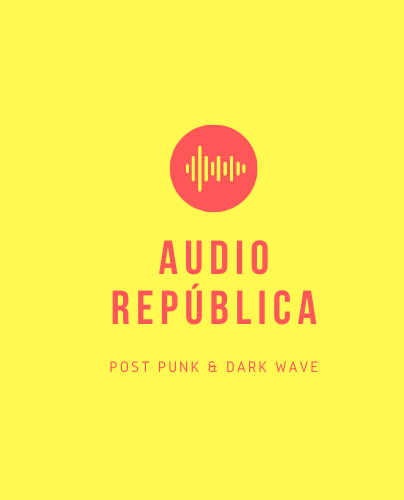 AUDIO
REPÚBLICA
POST PUNK & DARK WAVE